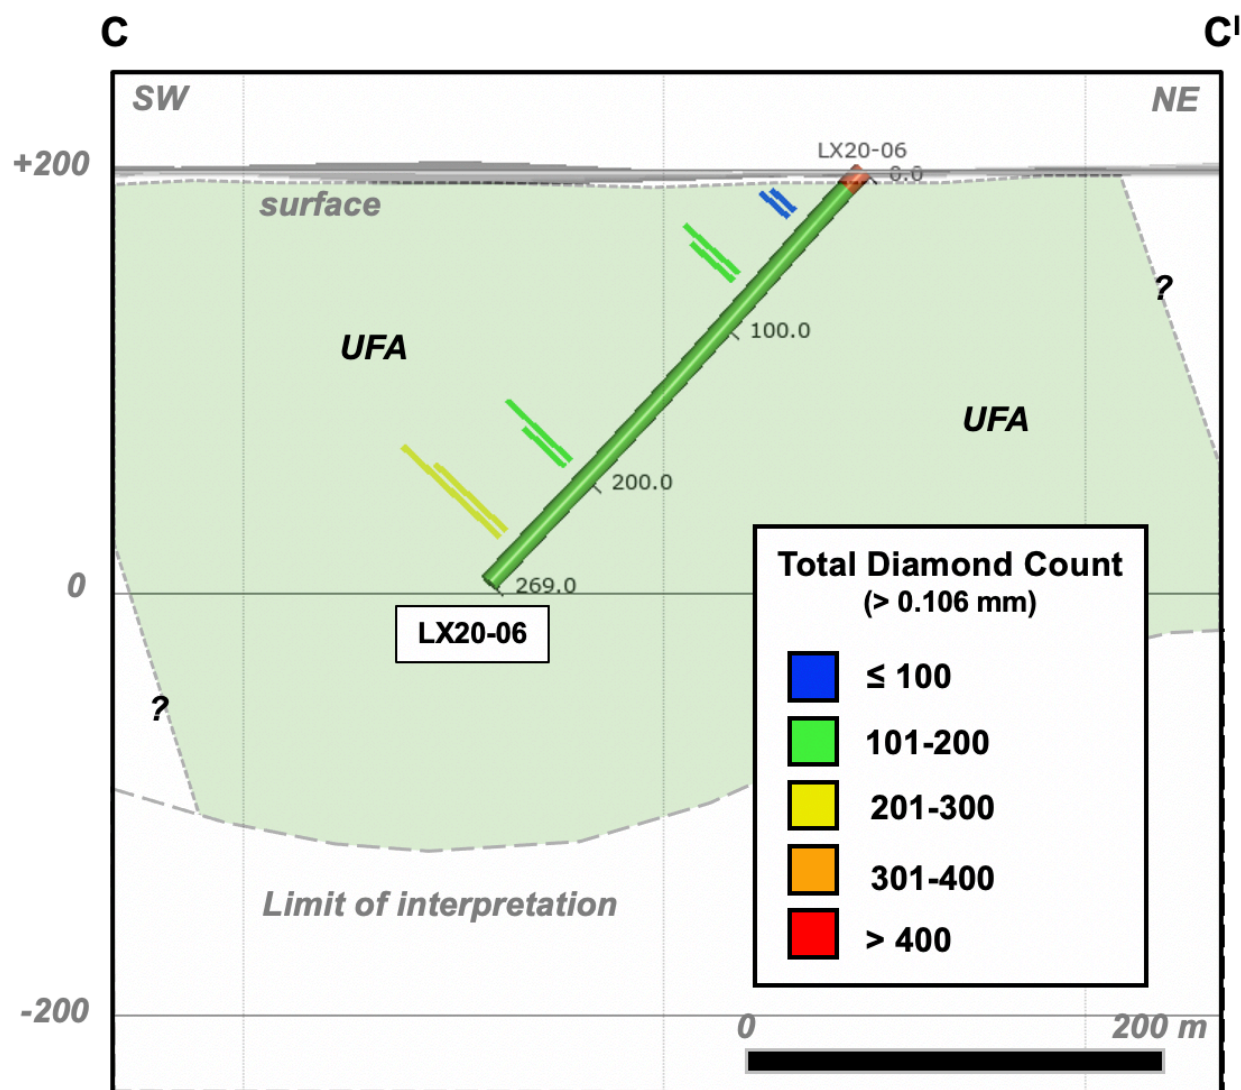 C
C'
SW
NE
+200
LX20-06
0.0
surface
?
UFA
100.0
UFA
200.0
Total Diamond Count
(> 0.106 mm)
0
269.0
LX20-06
≤ 100
?
101-200
201-300
301-400
Limit of interpretation
> 400
-200
0
200 m